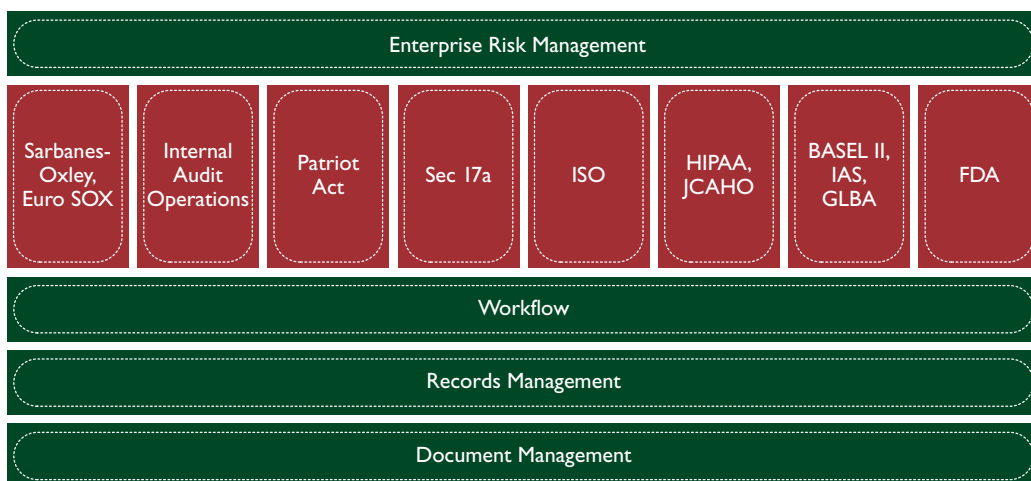 Enterprise Risk Management
Sarbanes-
Oxley,
Euro SOX
Internal
Audit
Operations
Patriot
Act
Sec 17a
ISO
HIPAA,
JCAHO
BASEL II,
IAS,
GLBA
FDA
Workflow
Records Management
Document Management